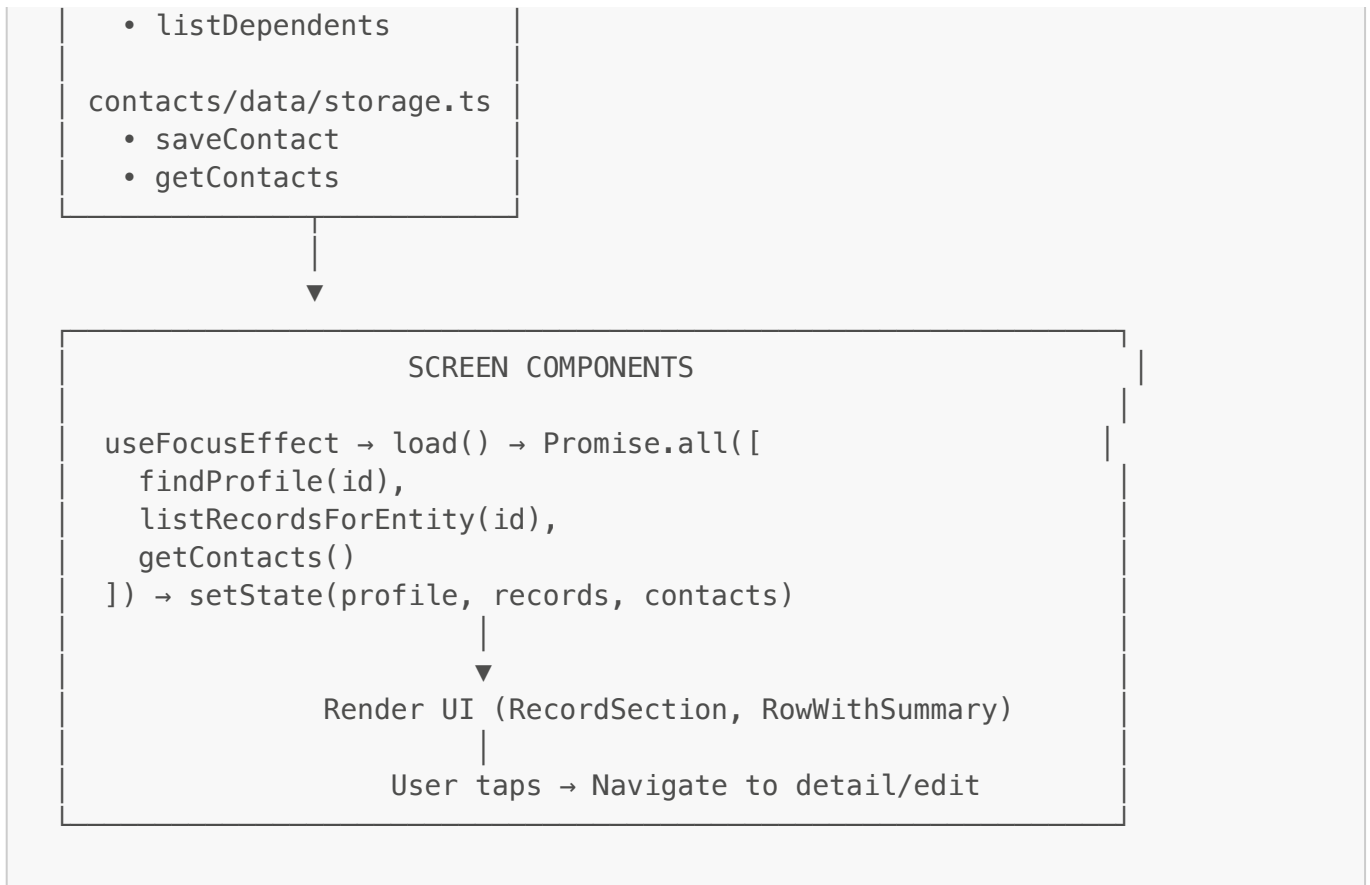 • listDependents
contacts/data/storage.ts
• saveContact
• getContacts
▼
SCREEN COMPONENTS
useFocusEffect → load() → Promise.all([
findProfile(id),
listRecordsForEntity(id),
getContacts()
]) → setState(profile, records, contacts)
▼
Render UI (RecordSection, RowWithSummary)
User taps → Navigate to detail/edit